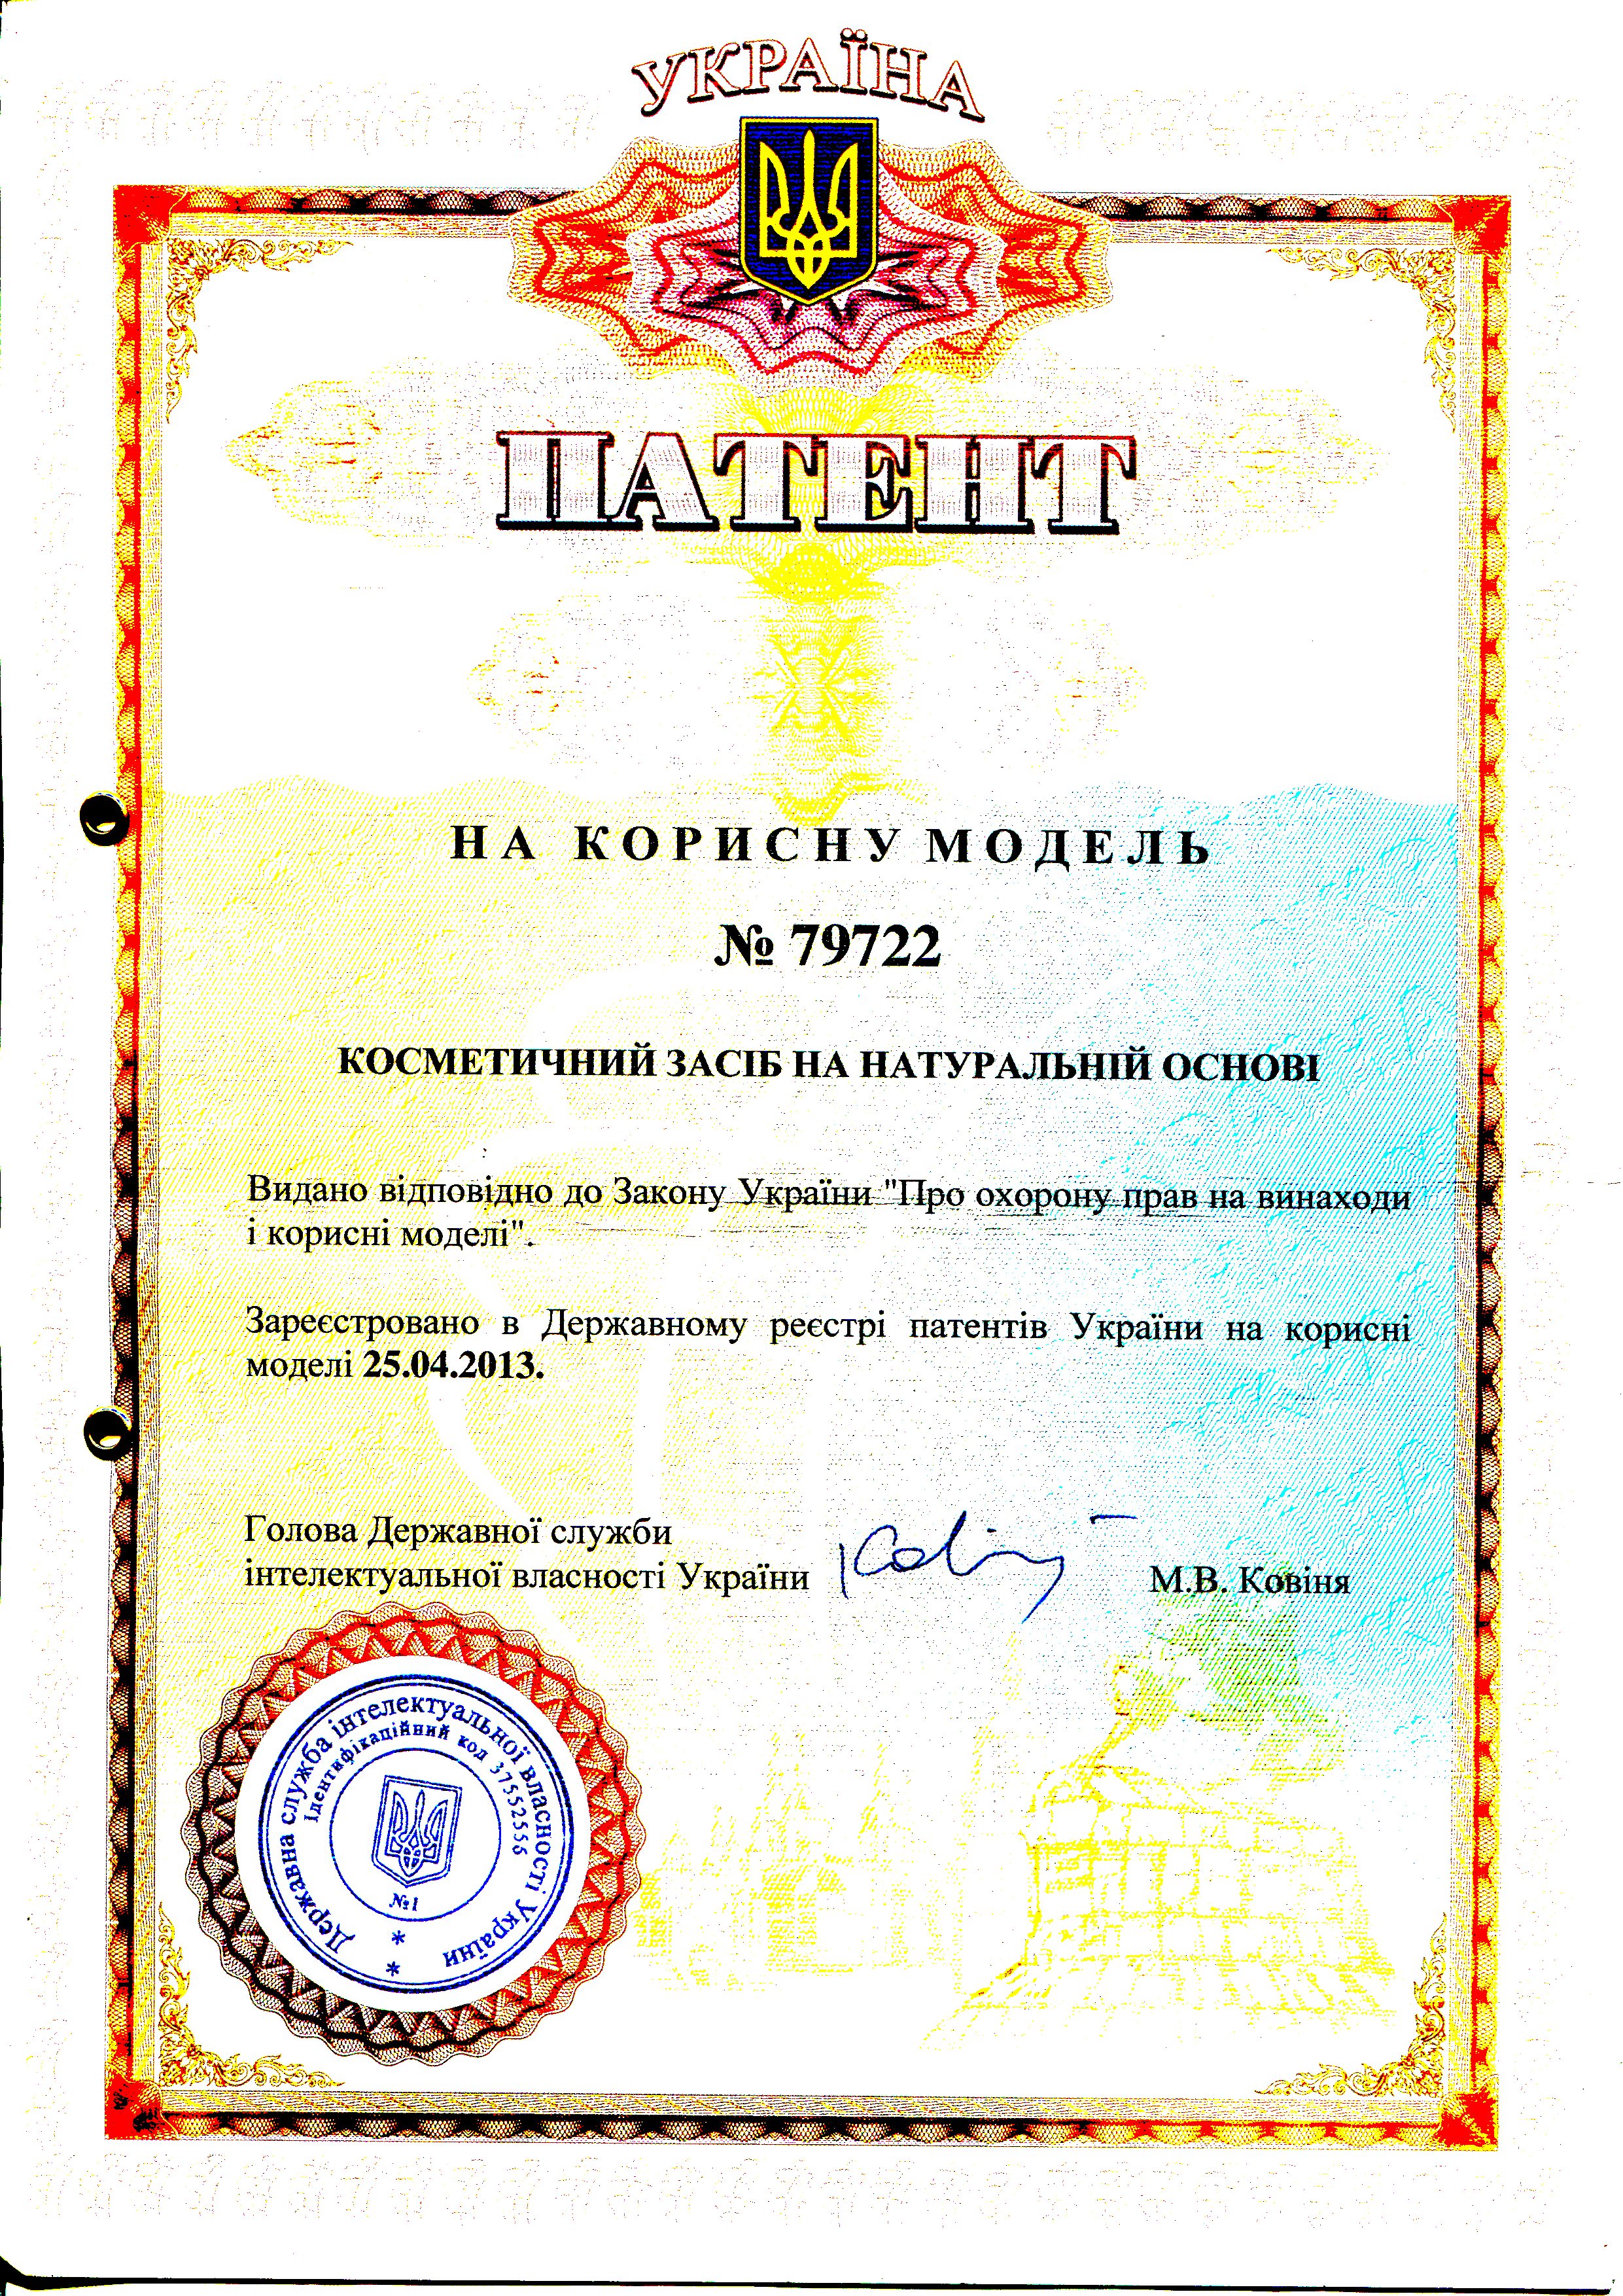 УКРАЇНА
ПАТЕНТ
НА КОРИСНУ МОДЕЛЬ
№ 79722
КОСМЕТИЧНИЙ ЗАСІБ НА НАТУРАЛЬНІЙ ОСНОВІ
Видано відповідно до Закону України "Про охорону прав на винаходи
і корисні моделі".
Зареєстровано в Державному реєстрі патентів України на корисні
моделі 25.04.2013.
Голова Державної служби
інтелектуальної власності України
М.В. Ковіня
Державна служба інтелектуальної власності України
Ідентифікаційний код 37552556
№1